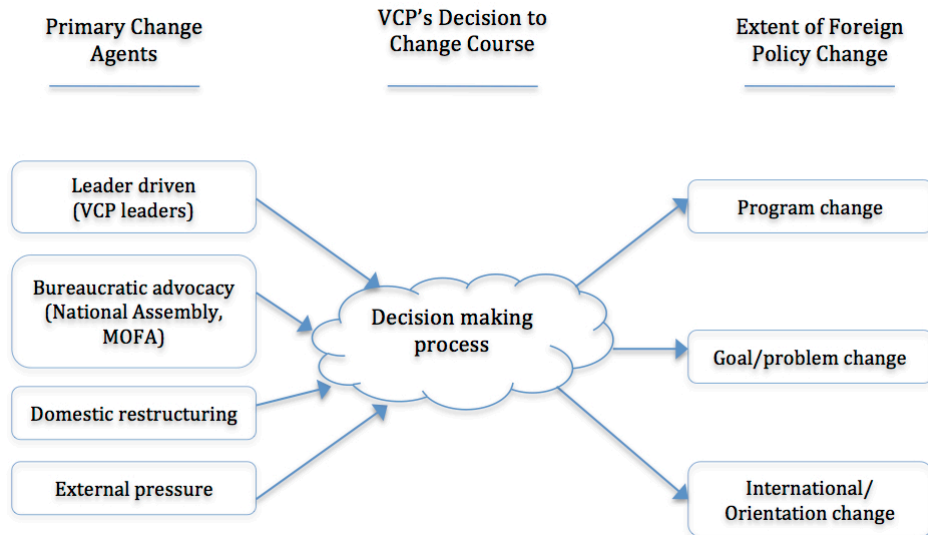 Primary Change
Agents
VCP's Decision to
Change Course
Extent of Foreign
Policy Change
Leader driven
(VCP leaders)
Bureaucratic advocacy
(National Assembly,
MOFA)
Domestic restructuring
External pressure
Decision making
process
Program change
Goal/problem change
International/
Orientation change